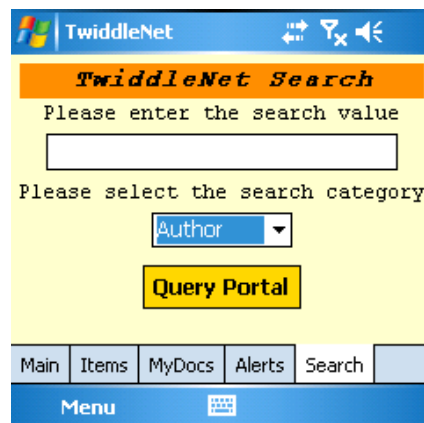 TwiddleNet
TwiddleNet Search
Please enter the search value
Please select the search category
Author
Query Portal
Main Items MyDocs Alerts Search
Menu